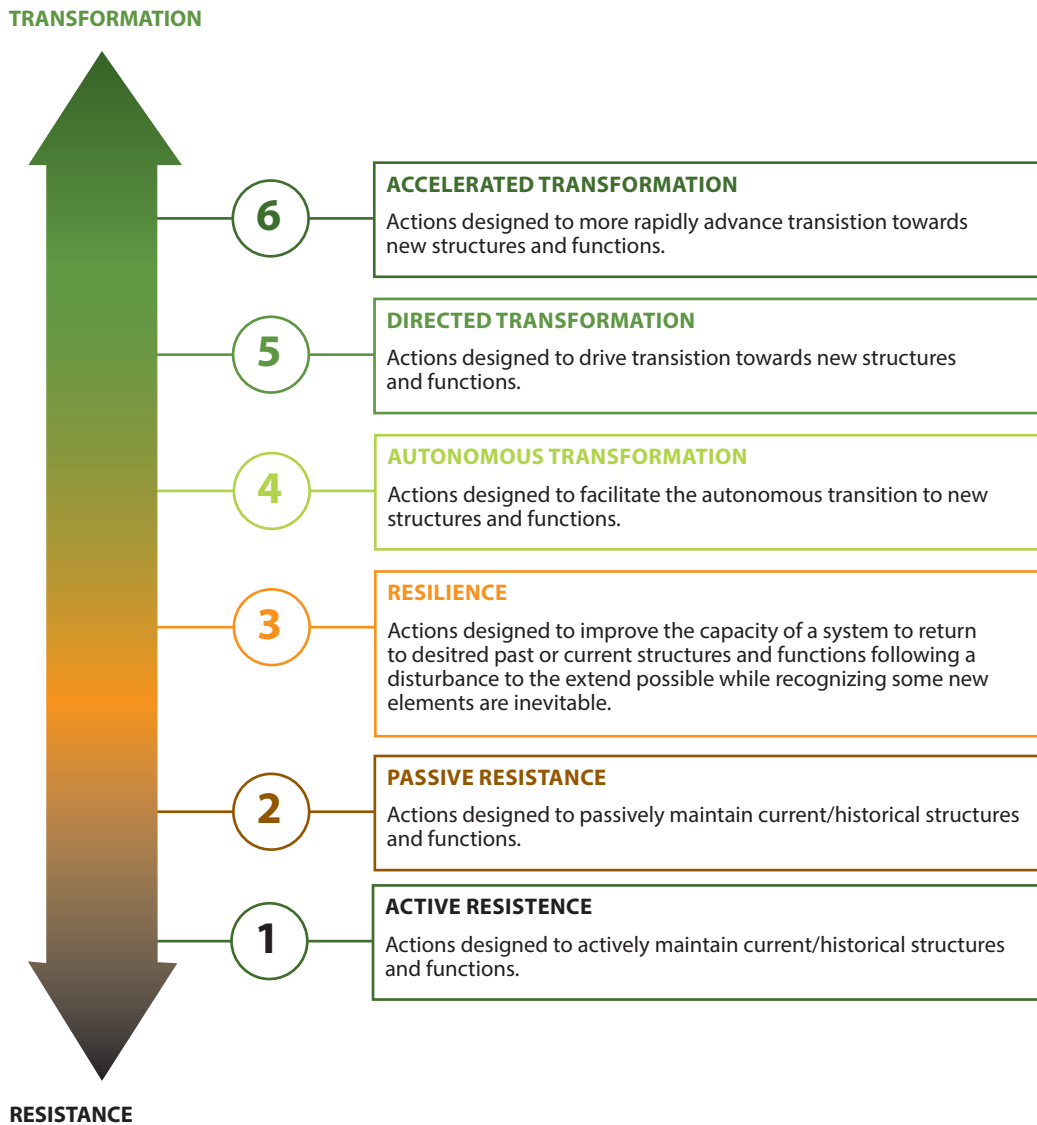 TRANSFORMATION
6
ACCELERATED TRANSFORMATION
Actions designed to more rapidly advance transistion towards
new structures and functions.
5
DIRECTED TRANSFORMATION
Actions designed to drive transistion towards new structures
and functions.
4
AUTONOMOUS TRANSFORMATION
Actions designed to facilitate the autonomous transition to new
structures and functions.
3
RESILIENCE
Actions designed to improve the capacity of a system to return
to desitred past or current structures and functions following a
disturbance to the extend possible while recognizing some new
elements are inevitable.
2
PASSIVE RESISTANCE
Actions designed to passively maintain current/historical structures
and functions.
1
ACTIVE RESISTENCE
Actions designed to actively maintain current/historical structures
and functions.
RESISTANCE